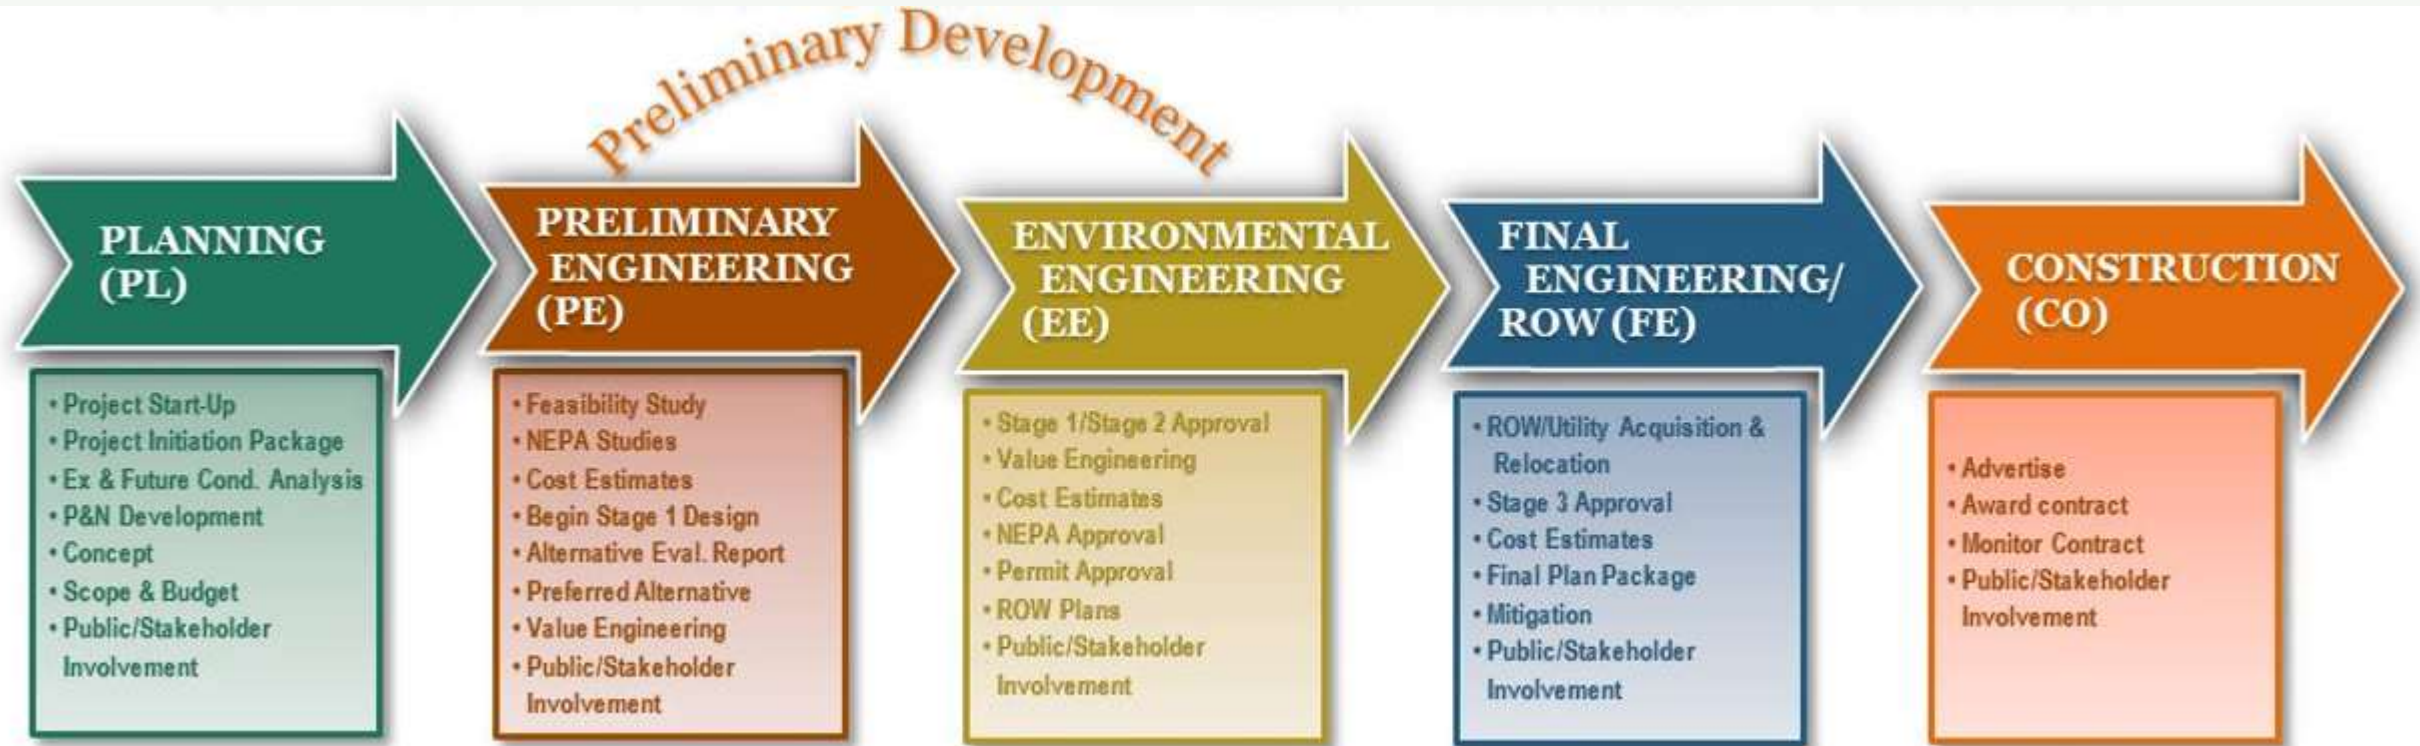 Preliminary Development
PLANNING
(PL)
• Project Start-Up
• Project Initiation Package
• Ex & Future Cond. Analysis
• P&N Development
• Concept
• Scope & Budget
• Public/Stakeholder
Involvement
PRELIMINARY
ENGINEERING
(PE)
• Feasibility Study
• NEPA Studies
• Cost Estimates
• Begin Stage 1 Design
• Alternative Eval. Report
• Preferred Alternative
• Value Engineering
• Public/Stakeholder
Involvement
ENVIRONMENTAL
ENGINEERING
(EE)
• Stage 1/Stage 2 Approval
• Value Engineering
• Cost Estimates
• NEPA Approval
• Permit Approval
• ROW Plans
• Public/Stakeholder
Involvement
FINAL
ENGINEERING/
ROW (FE)
• ROW/Utility Acquisition &
Relocation
• Stage 3 Approval
• Cost Estimates
• Final Plan Package
• Mitigation
• Public/Stakeholder
Involvement
CONSTRUCTION
(CO)
• Advertise
• Award contract
• Monitor Contract
• Public/Stakeholder
Involvement